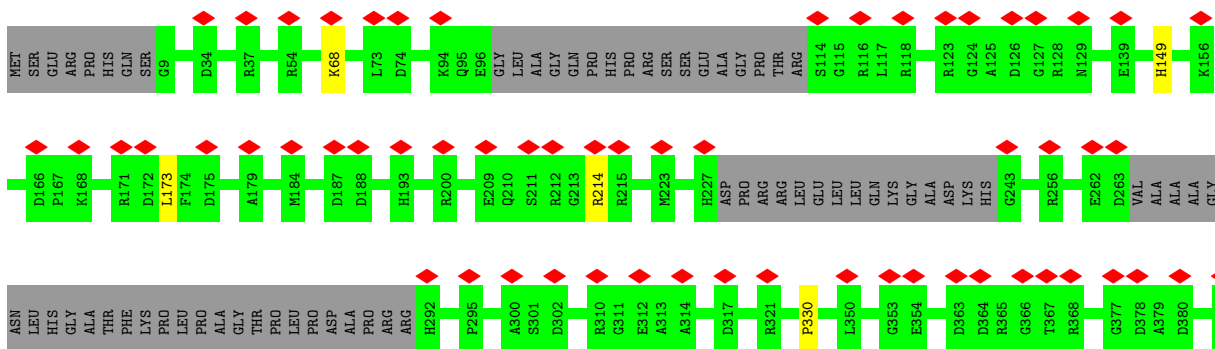 MET SER GLU ARG PRO HIS GLN SER G9 D34 R37 R54 K68 L73 D74 K94 Q95 E96 GLY LEU ALA GLY GLN PRO HIS PRO ARG SER SER GLU ALA GLY PRO THR ARG S114 G115 R116 L117 R118 R123 G124 A125 D126 G127 R128 N129 E139 H149 K156
D166 P167 K168 R171 D172 L173 F174 D175 A179 M184 D187 D188 H193 R200 E209 Q210 S211 R212 G213 R214 R215 M223 H227 ASP PRO ARG ARG LEU GLU LEU LEU GLN LYS GLY ALA ASP LYS HIS G243 R256 E262 D263 VAL ALA ALA ALA GLY
ASN LEU HIS GLY ALA THR PHE LYS PRO LEU PRO ALA GLY THR PRO LEU PRO ASP ALA PRO ARG ARG H292 P295 A300 S301 D302 R310 G311 E312 A313 A314 D317 R321 P330 L350 G353 E354 D363 D364 R365 G366 T367 R368 G377 D378 A379 D380